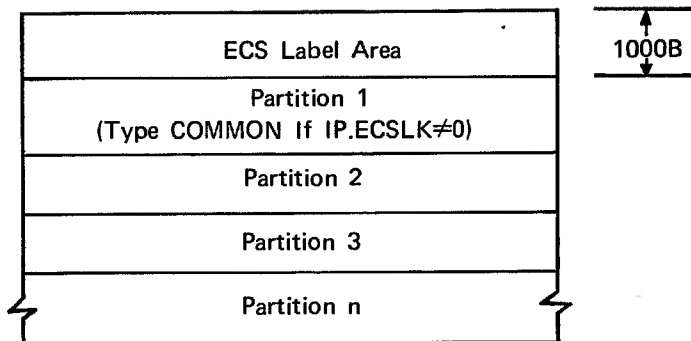 ECS Label Area
1000B
Partition 1
(Type COMMON If IP.ECSLK≠0)
Partition 2
Partition 3
Partition n